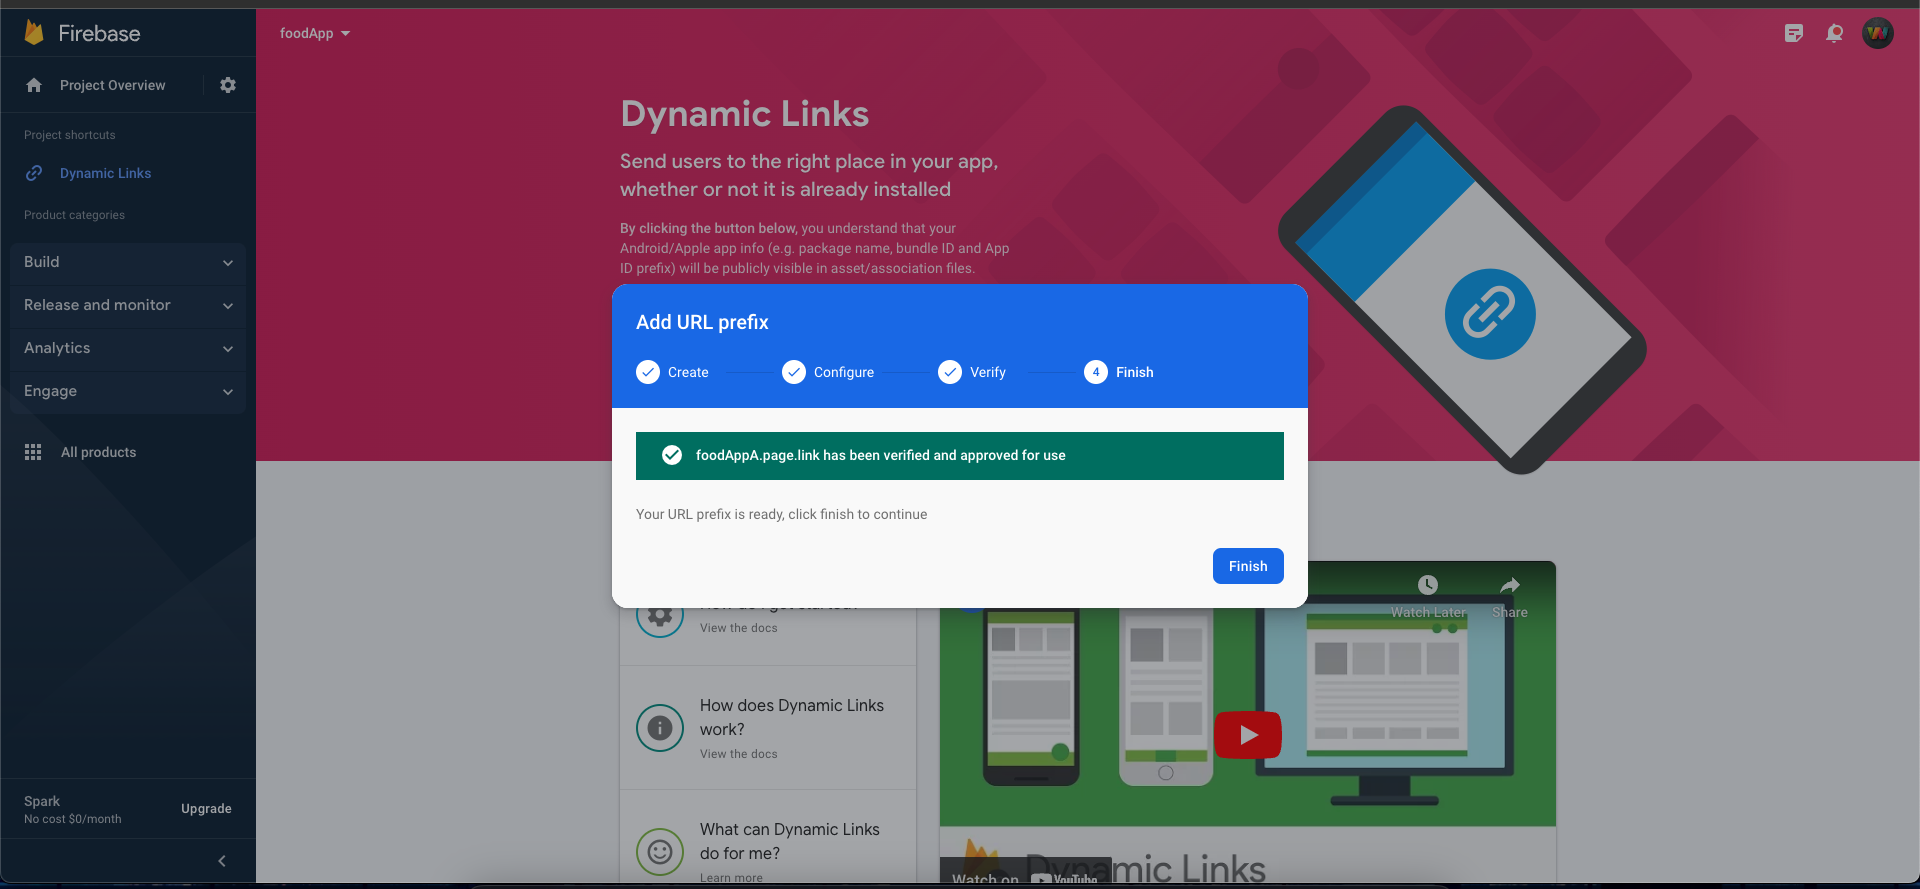 Firebase
foodApp
Project Overview
Project shortcuts
Dynamic Links
Product categories
Build
Release and monitor
Analytics
Engage
All products
Spark
No cost $0/month
Upgrade
Dynamic Links
Send users to the right place in your app,
whether or not it is already installed
By clicking the button below, you understand that your
Android/Apple app info (e.g. package name, bundle ID and App
ID prefix) will be publicly visible in asset/association files.
Add URL prefix
Create
Configure
Verify
4 Finish
foodAppA.page.link has been verified and approved for use
Your URL prefix is ready, click finish to continue
Finish
How do I get started?
View the docs
How does Dynamic Links
work?
View the docs
What can Dynamic Links
do for me?
Learn more
Watch Later
Share
Dynamic Links
Watch on YouTube